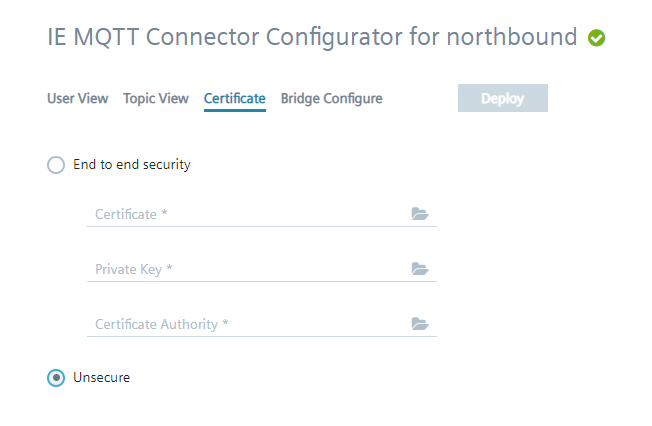 IE MQTT Connector Configurator for northbound
User View Topic View Certificate Bridge Configure Deploy
End to end security
Certificate *
Private Key *
Certificate Authority *
Unsecure